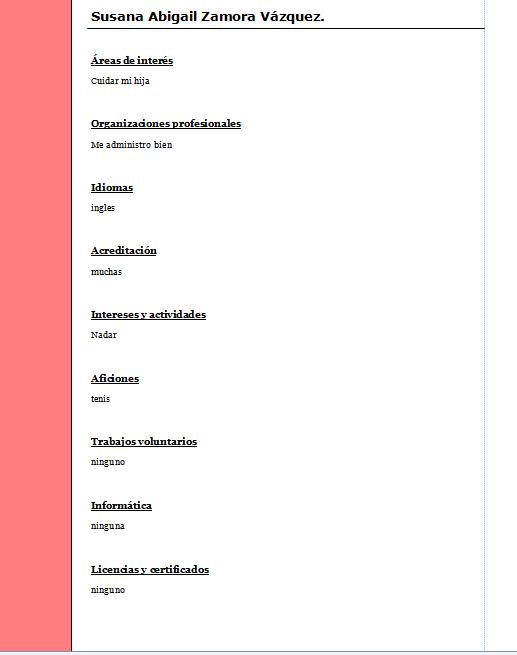 Susana Abigail Zamora Vázquez.
Áreas de interés
Cuidar mi hija
Organizaciones profesionales
Me administro bien
Idiomas
ingles
Acreditación
muchas
Intereses y actividades
Nadar
Aficiones
tenis
Trabajos voluntarios
ninguno
Informática
ninguna
Licencias y certificados
ninguno